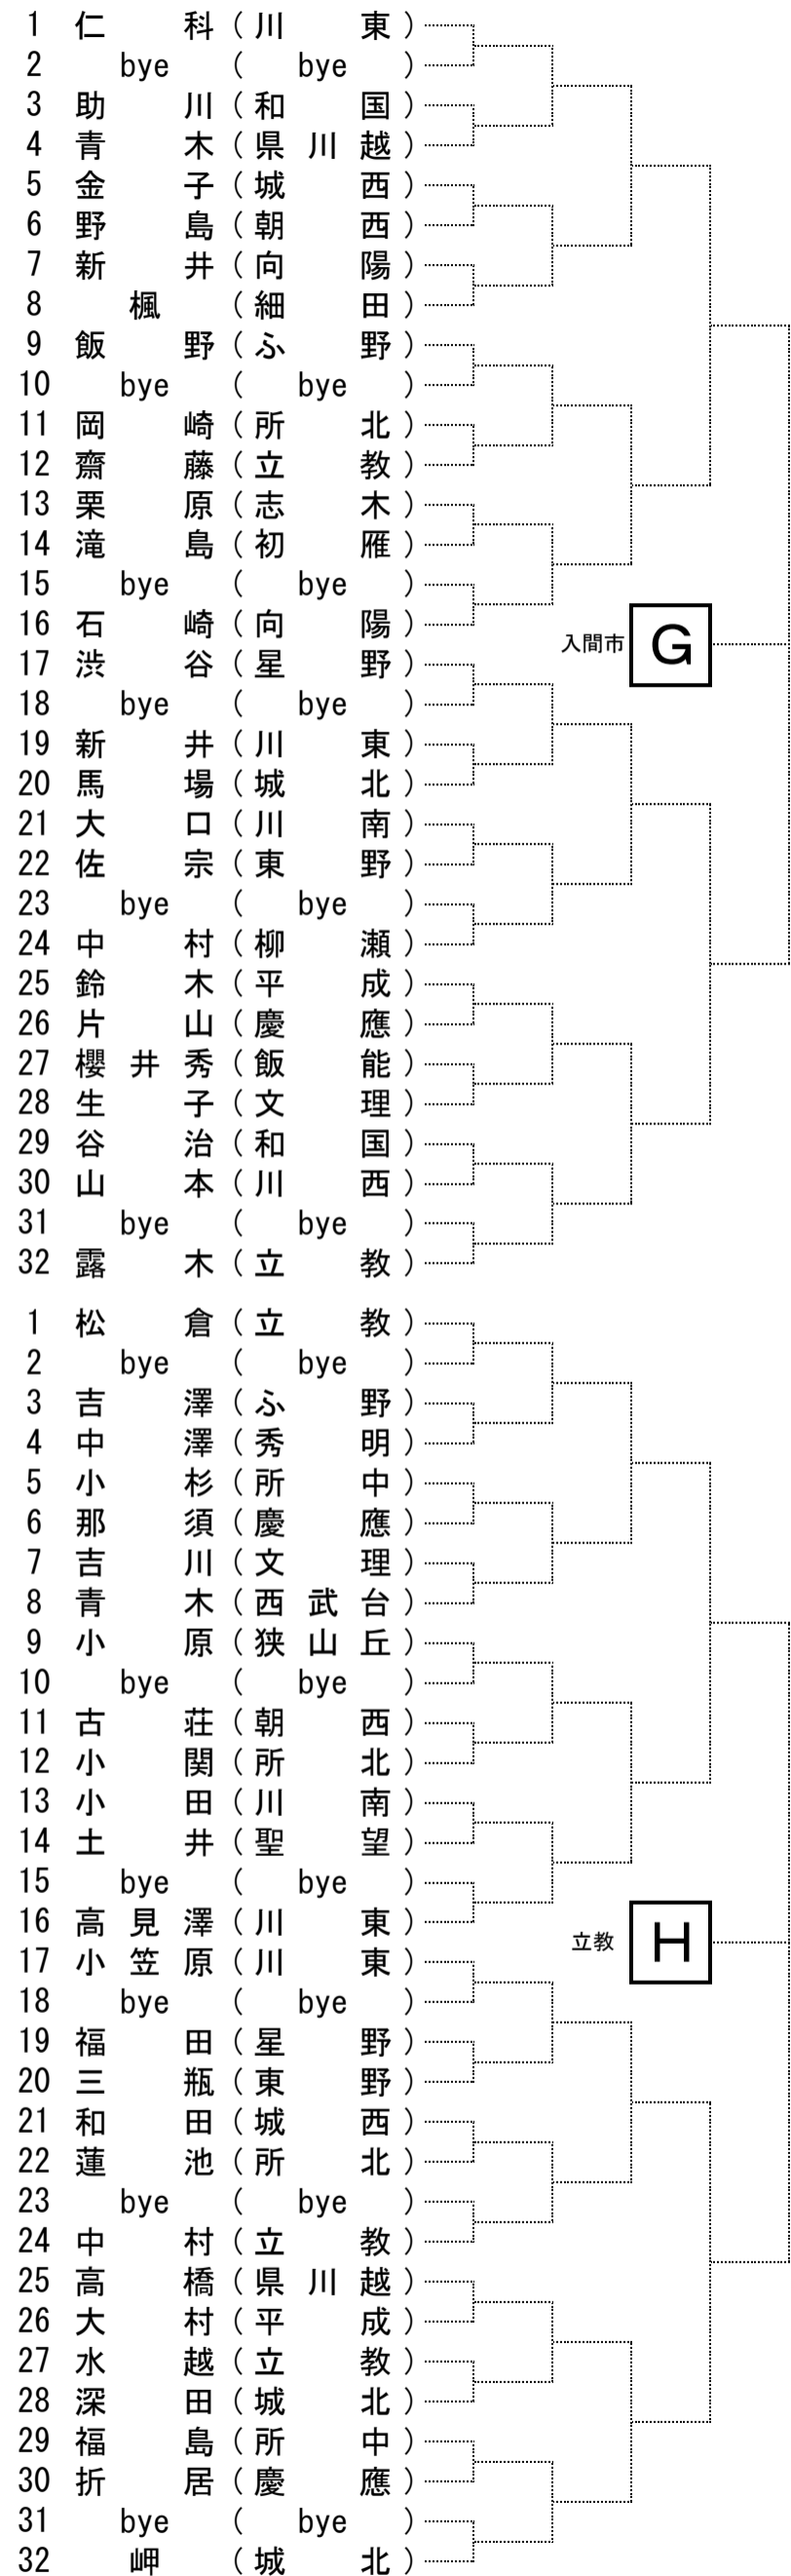 1 仁科(川東)
2 bye(bye)
3 助川(和国)
4 青木(県川越)
5 金子(城西)
6 野島(朝西)
7 新井(向陽)
8 楓(細田)
9 飯野(ふ野)
10 bye(bye)
11 岡崎(所北)
12 齋藤(立教)
13 栗原(志木)
14 滝島(初雁)
15 bye(bye)
16 石崎(向陽)
入間市 G
17 渋谷(星野)
18 bye(bye)
19 新井(川東)
20 馬場(城北)
21 大口(川南)
22 佐宗(東野)
23 bye(bye)
24 中村(柳瀬)
25 鈴木(平成)
26 片山(慶應)
27 櫻井秀(飯能)
28 生子(文理)
29 谷治(和国)
30 山本(川西)
31 bye(bye)
32 露木(立教)
1 松倉(立教)
2 bye(bye)
3 吉澤(ふ野)
4 中澤(秀明)
5 小杉(所中)
6 那須(慶應)
7 吉川(文理)
8 青木(西武台)
9 小原(狭山丘)
10 bye(bye)
11 古荘(朝西)
12 小関(所北)
13 小田(川南)
14 土井(聖望)
15 bye(bye)
16 高見澤(川東)
立教 H
17 小笠原(川東)
18 bye(bye)
19 福田(星野)
20 三瓶(東野)
21 和田(城西)
22 蓮池(所北)
23 bye(bye)
24 中村(立教)
25 高橋(県川越)
26 大村(平成)
27 水越(立教)
28 深田(城北)
29 福島(所中)
30 折居(慶應)
31 bye(bye)
32 岬(城北)